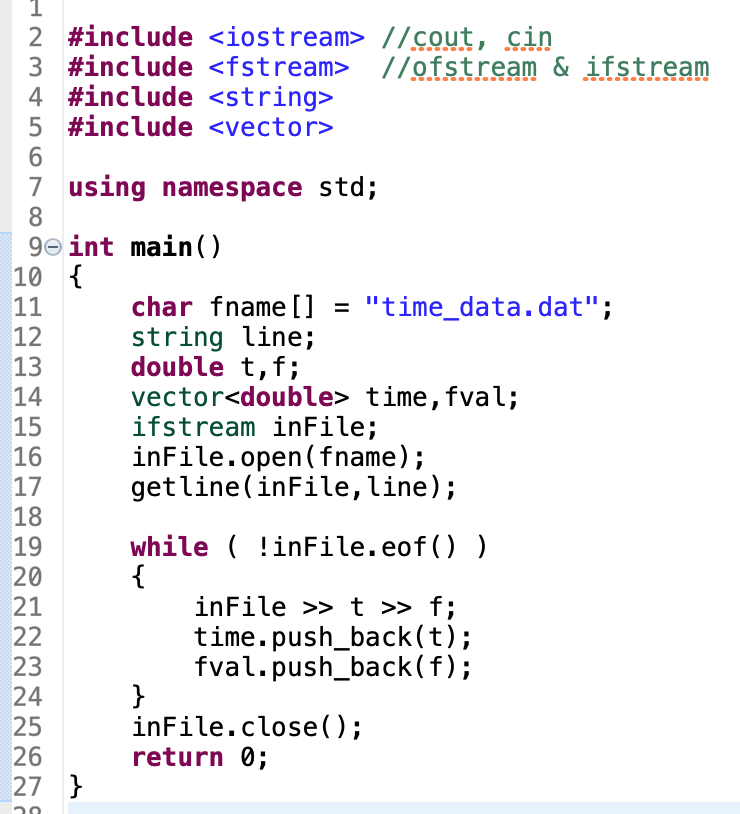 1
2 #include <iostream> //cout, cin
3 #include <fstream>  //ofstream & ifstream
4 #include <string>
5 #include <vector>
6
7 using namespace std;
8
9 int main()
10 {
11     char fname[] = "time_data.dat";
12     string line;
13     double t,f;
14     vector<double> time,fval;
15     ifstream inFile;
16     inFile.open(fname);
17     getline(inFile,line);
18
19     while ( !inFile.eof() )
20     {
21         inFile >> t >> f;
22         time.push_back(t);
23         fval.push_back(f);
24     }
25     inFile.close();
26     return 0;
27 }
28